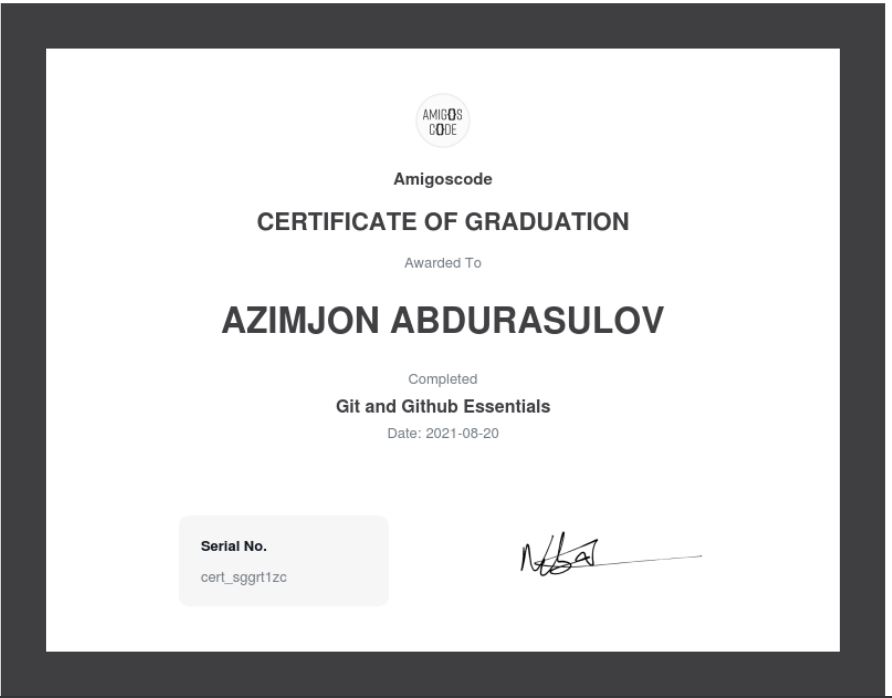 AMIGOS
CODE
Amigoscode
CERTIFICATE OF GRADUATION
Awarded To
AZIMJON ABDURASULOV
Completed
Git and Github Essentials
Date: 2021-08-20
Serial No.
cert_sggrt1zc